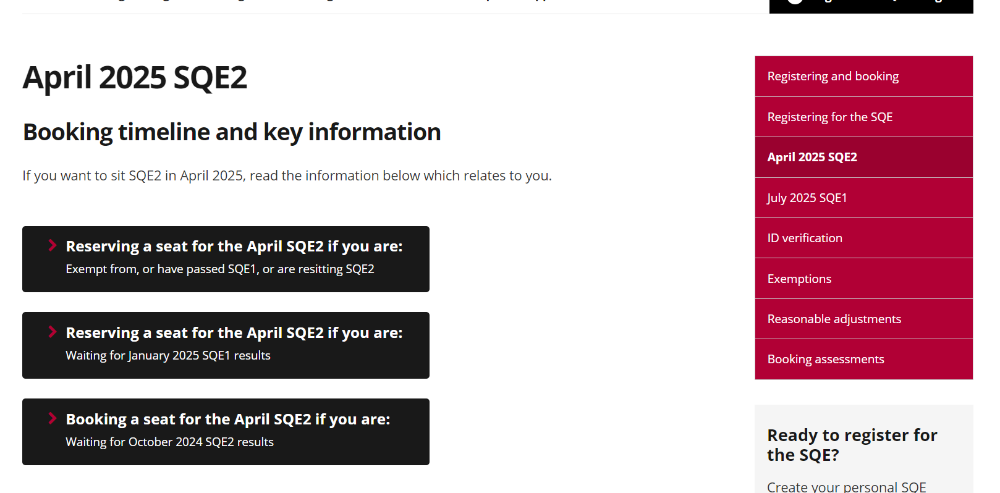 April 2025 SQE2
Booking timeline and key information
If you want to sit SQE2 in April 2025, read the information below which relates to you.
Reserving a seat for the April SQE2 if you are:
Exempt from, or have passed SQE1, or are resitting SQE2
Reserving a seat for the April SQE2 if you are:
Waiting for January 2025 SQE1 results
Booking a seat for the April SQE2 if you are:
Waiting for October 2024 SQE2 results
Registering and booking
Registering for the SQE
April 2025 SQE2
July 2025 SQE1
ID verification
Exemptions
Reasonable adjustments
Booking assessments
Ready to register for
the SQE?
Create your personal SQE